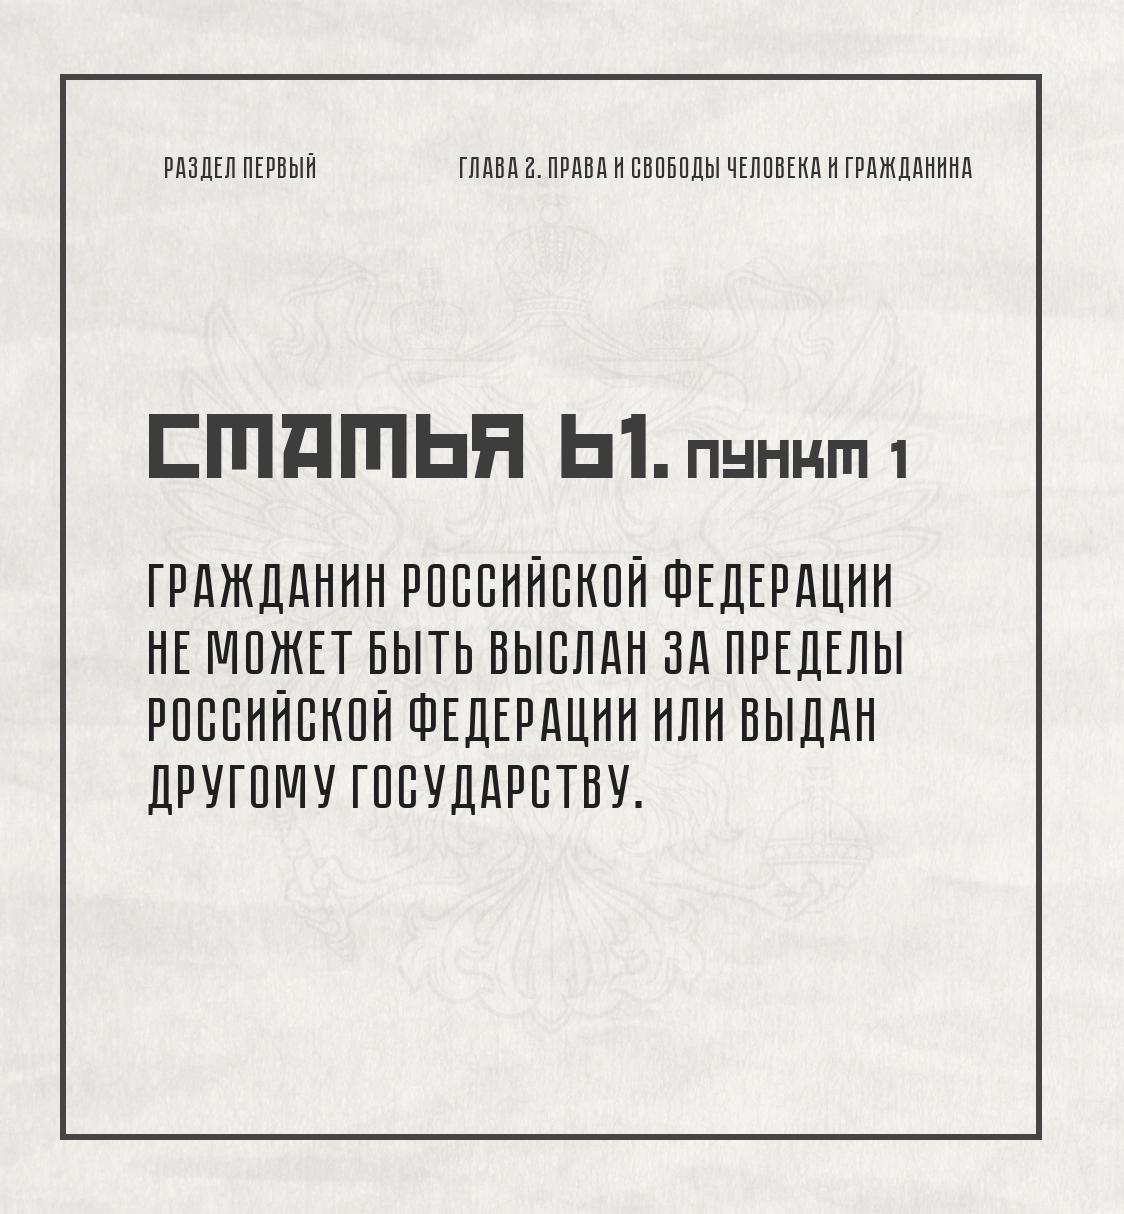 РАЗДЕЛ ПЕРВЫЙ
ГЛАВА 2. ПРАВА И СВОБОДЫ ЧЕЛОВЕКА И ГРАЖДАНИНА
СТАТЬЯ 61. ПУНКТ 1
ГРАЖДАНИН РОССИЙСКОЙ ФЕДЕРАЦИИ
НЕ МОЖЕТ БЫТЬ ВЫСЛАН ЗА ПРЕДЕЛЫ
РОССИЙСКОЙ ФЕДЕРАЦИИ ИЛИ ВЫДАН
ДРУГОМУ ГОСУДАРСТВУ.